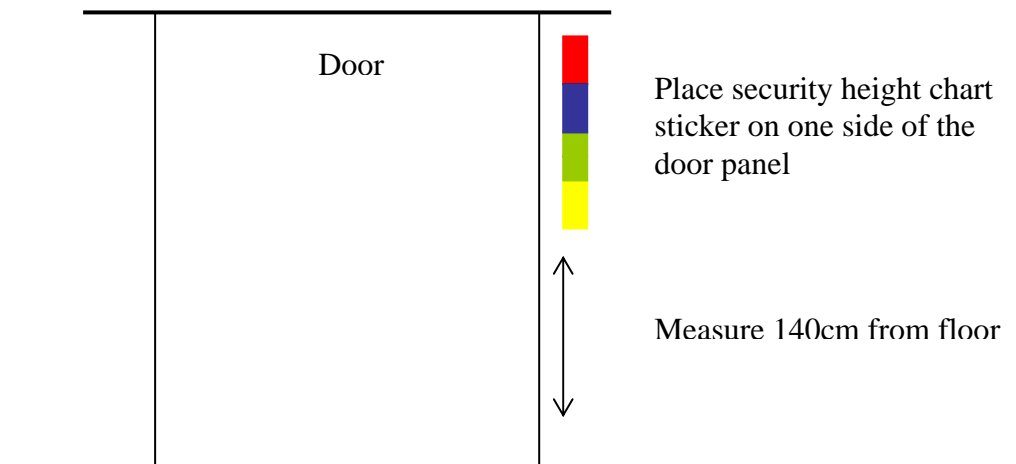 Door
Place security height chart
sticker on one side of the
door panel
Measure 140cm from floor